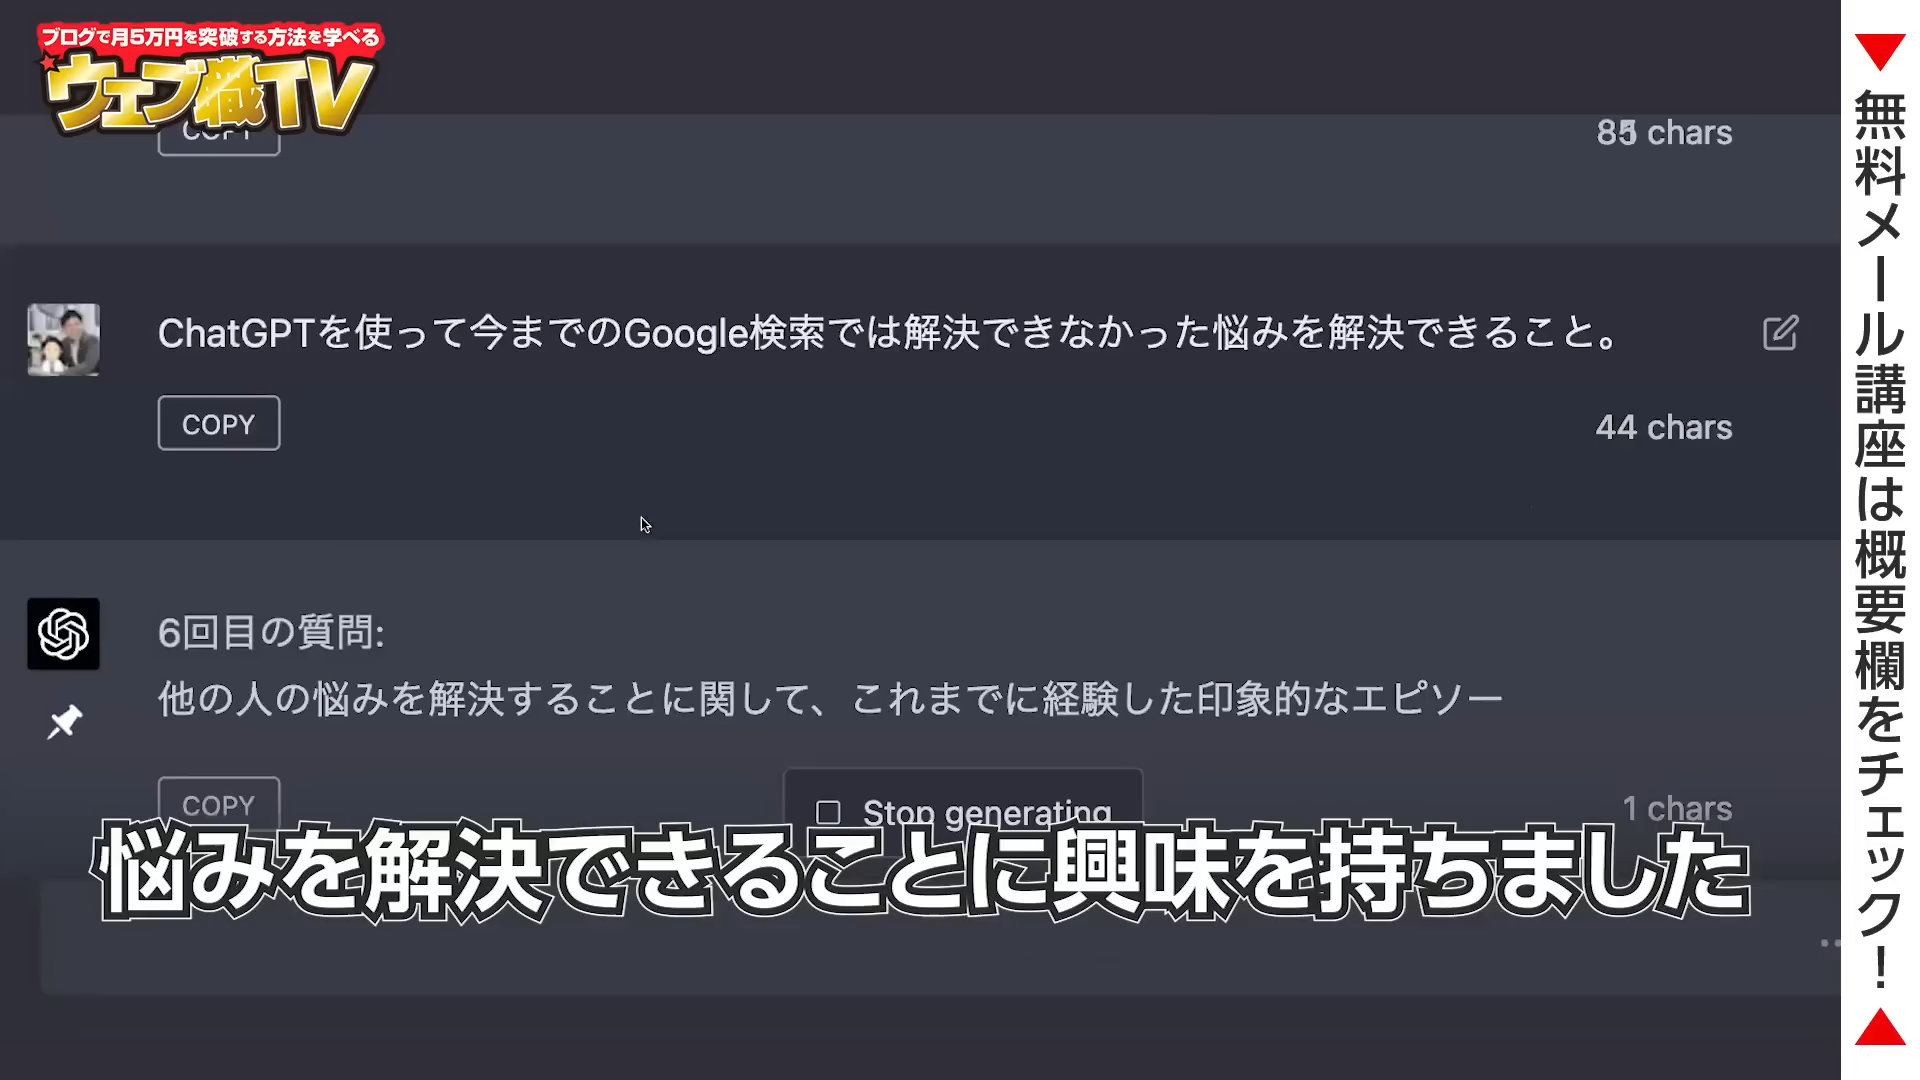 ブログで月5万円を突破する方法を学べる
ウェブ職TV
COPY
chars
ChatGPTを使って今までのGoogle検索では解決できなかった悩みを解決できること。
COPY
44 chars
6回目の質問:
他の人の悩みを解決することに関して、これまでに経験した印象的なエピソー
COPY
Stop generating
1 chars
悩みを解決できることに興味を持ちました
▼無料メール講座は概要欄をチェック!▲